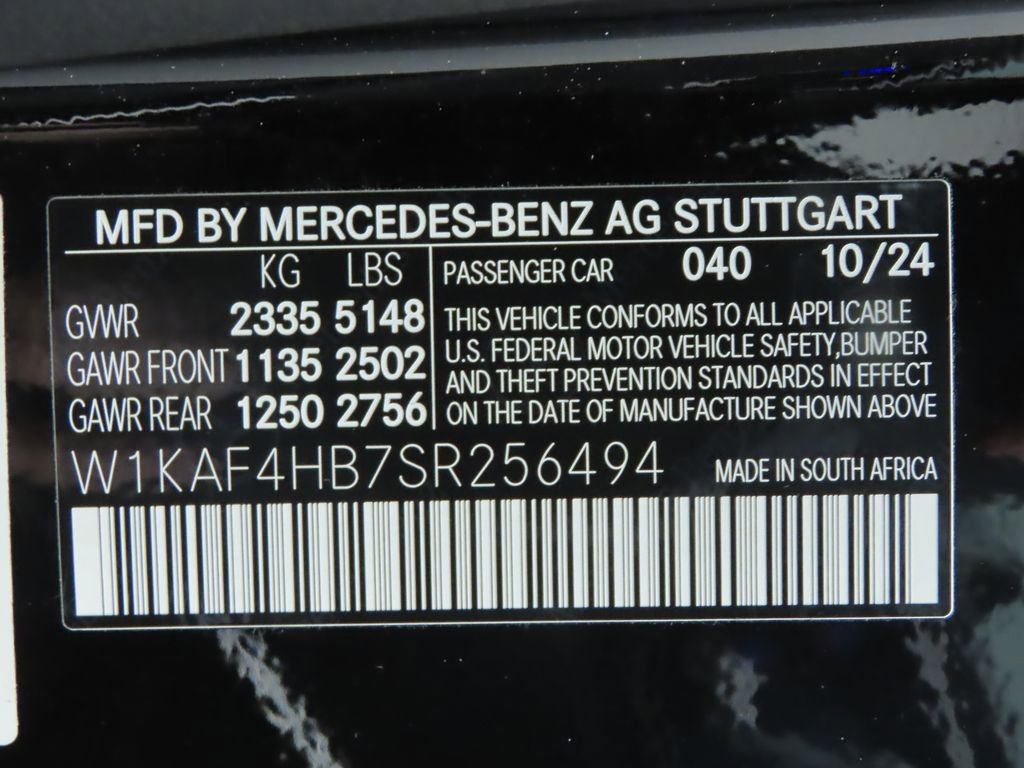 MFD BY MERCEDES-BENZ AG STUTTGART
KG LBS
GVWR 2335 5148
GAWR FRONT 1135 2502
GAWR REAR 1250 2756
PASSENGER CAR 040 10/24
THIS VEHICLE CONFORMS TO ALL APPLICABLE
U.S. FEDERAL MOTOR VEHICLE SAFETY,BUMPER
AND THEFT PREVENTION STANDARDS IN EFFECT
ON THE DATE OF MANUFACTURE SHOWN ABOVE
W1KAF4HB7SR256494 MADE IN SOUTH AFRICA